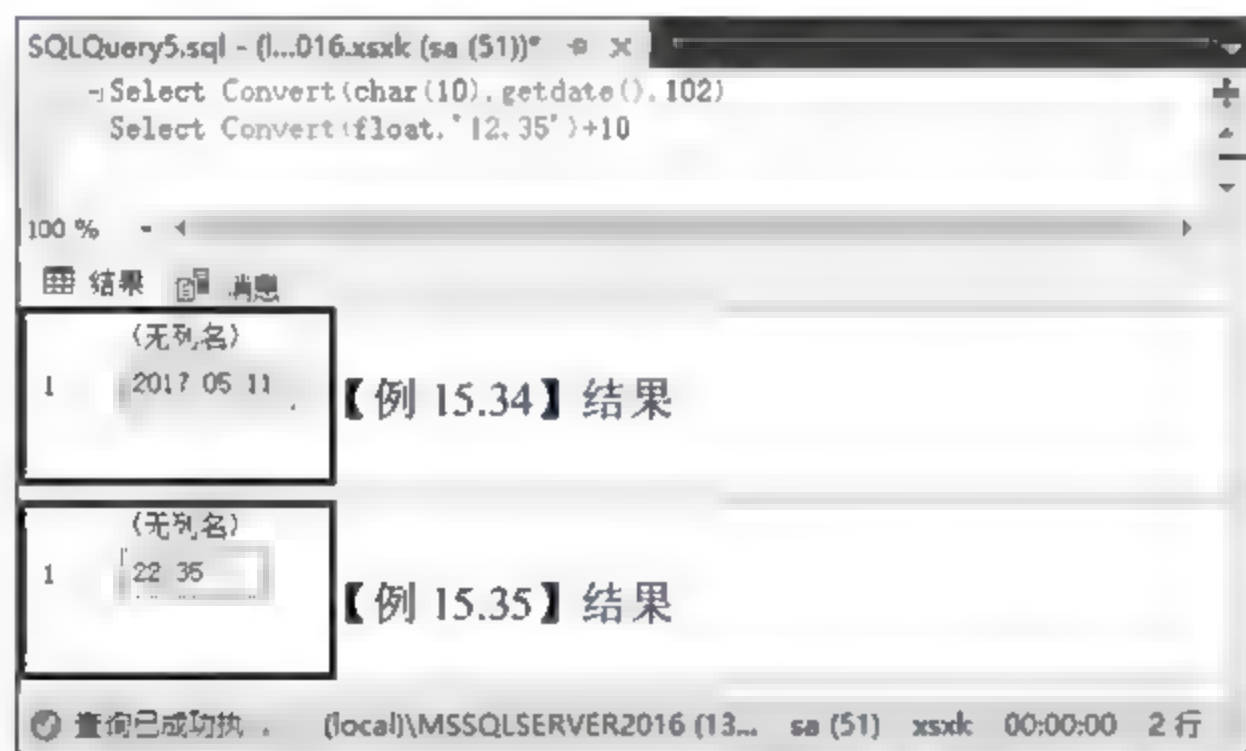 SQLQuery5.sql - (l...016.xsxk (sa (51))*
Select Convert(char(10),getdate(),102)
Select Convert(float,'12.35')+10
100 %
结果 消息
(无列名)
1 2017 05 11
【例 15.34】结果
(无列名)
1 22 35
【例 15.35】结果
查询已成功执 . (local)\MSSQLSERVER2016 (13... sa (51) xsxk 00:00:00 2 行